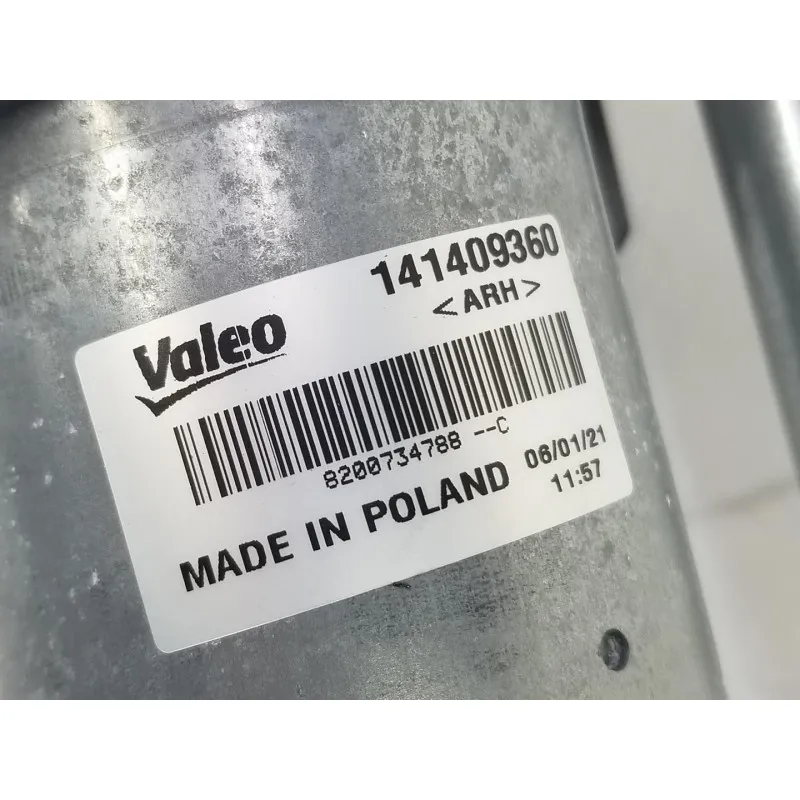 141409360
<ARH>
Valeo
8200734788 --C
06/01/21
11:57
MADE IN POLAND